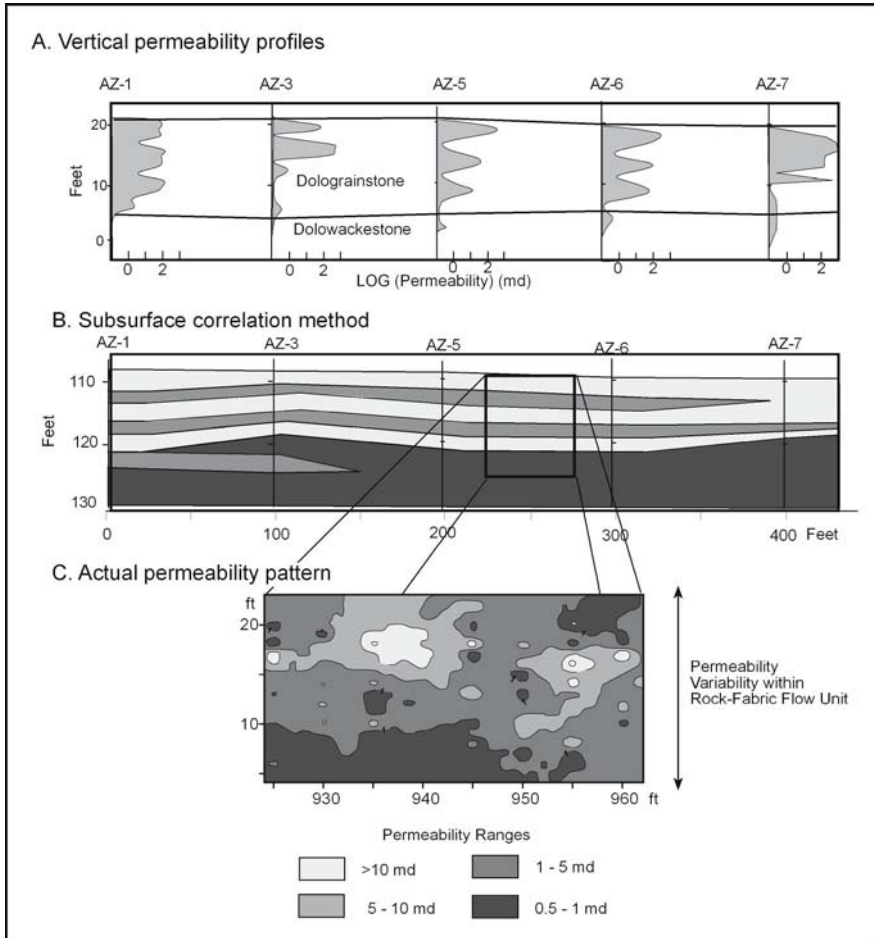 A. Vertical permeability profiles
AZ-1 AZ-3 AZ-5 AZ-6 AZ-7
20
Feet
10
0
Dolograinstone
Dolowackestone
0 2 0 2 0 2 0 2 0 2
LOG (Permeability) (md)
B. Subsurface correlation method
AZ-1 AZ-3 AZ-5 AZ-6 AZ-7
110
Feet
120
130
0 100 200 300 400 Feet
C. Actual permeability pattern
ft
20
10
930 940 950 960 ft
Permeability
Variability within
Rock-Fabric Flow Unit
Permeability Ranges
>10 md 1 - 5 md
5 - 10 md 0.5 - 1 md